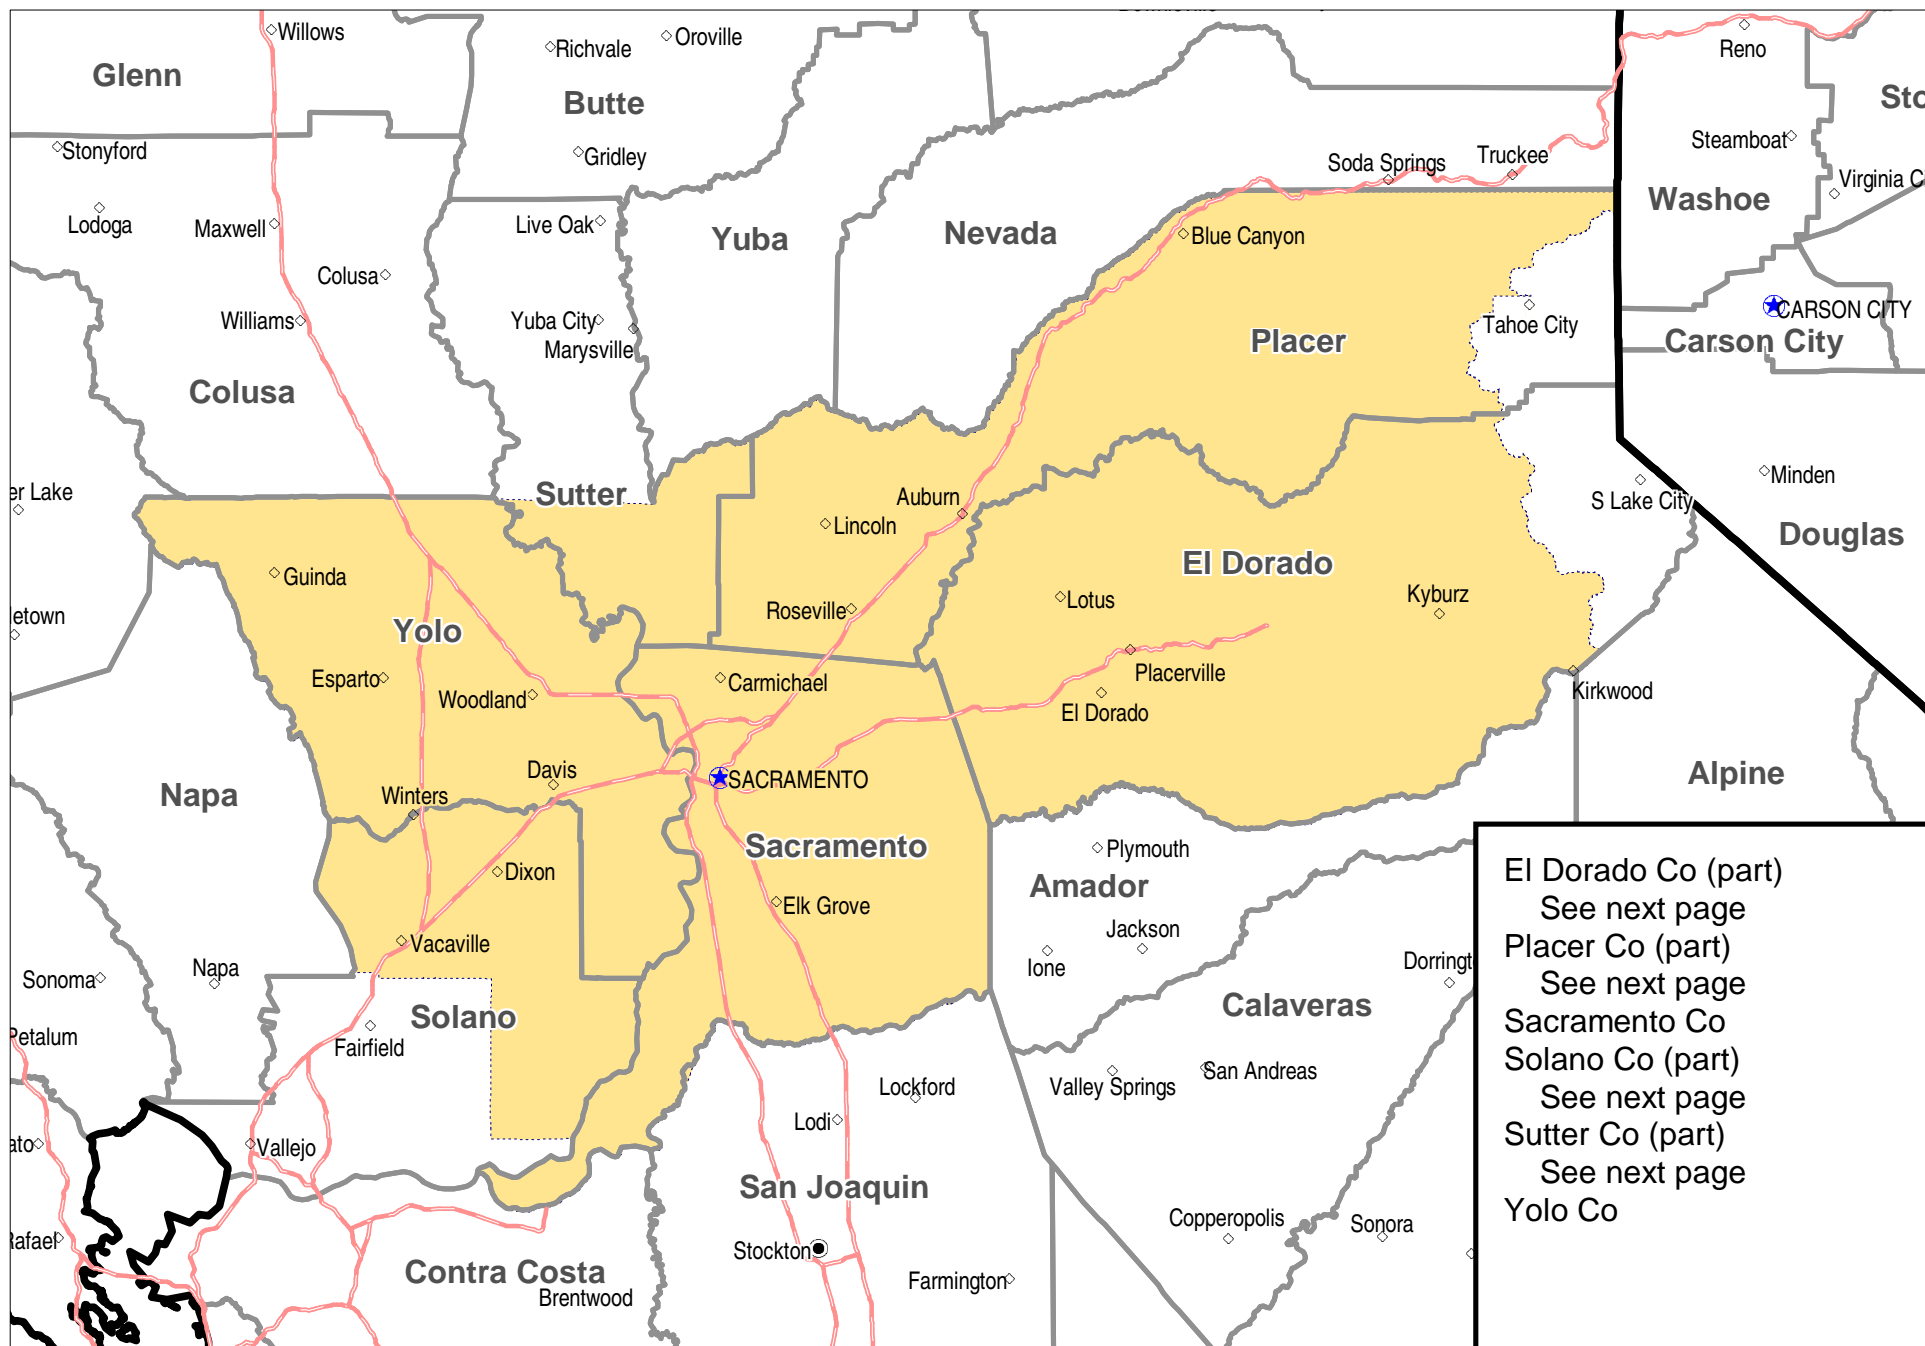 Willows
Richvale
Oroville
Reno
Glenn
Butte
Stonyford
Gridley
Steamboat
Soda Springs
Truckee
Virginia
Washoe
Lodoga
Maxwell
Live Oak
Yuba
Nevada
Blue Canyon
Colusa
Williams
Yuba City
Marysville
Placer
Tahoe City
CARSON CITY
Carson City
Colusa
Lake
Sutter
Auburn
Lincoln
S Lake City
Minden
Douglas
El Dorado
Guinda
Lotus
Kyburz
Roseville
Yolo
Esparto
Woodland
Carmichael
Placerville
El Dorado
Kirkwood
Napa
Davis
Winters
SACRAMENTO
Alpine
Sacramento
Plymouth
Dixon
Amador
Elk Grove
Vacaville
Jackson
Ione
Sonoma
Napa
Solano
Calaveras
Fairfield
Valley Springs
San Andreas
Lockford
Lodi
Vallejo
San Joaquin
Copperopolis
Sonora
Stockton
Contra Costa
Brentwood
Farmington
El Dorado Co (part)
See next page
Placer Co (part)
See next page
Sacramento Co
Solano Co (part)
See next page
Sutter Co (part)
See next page
Yolo Co